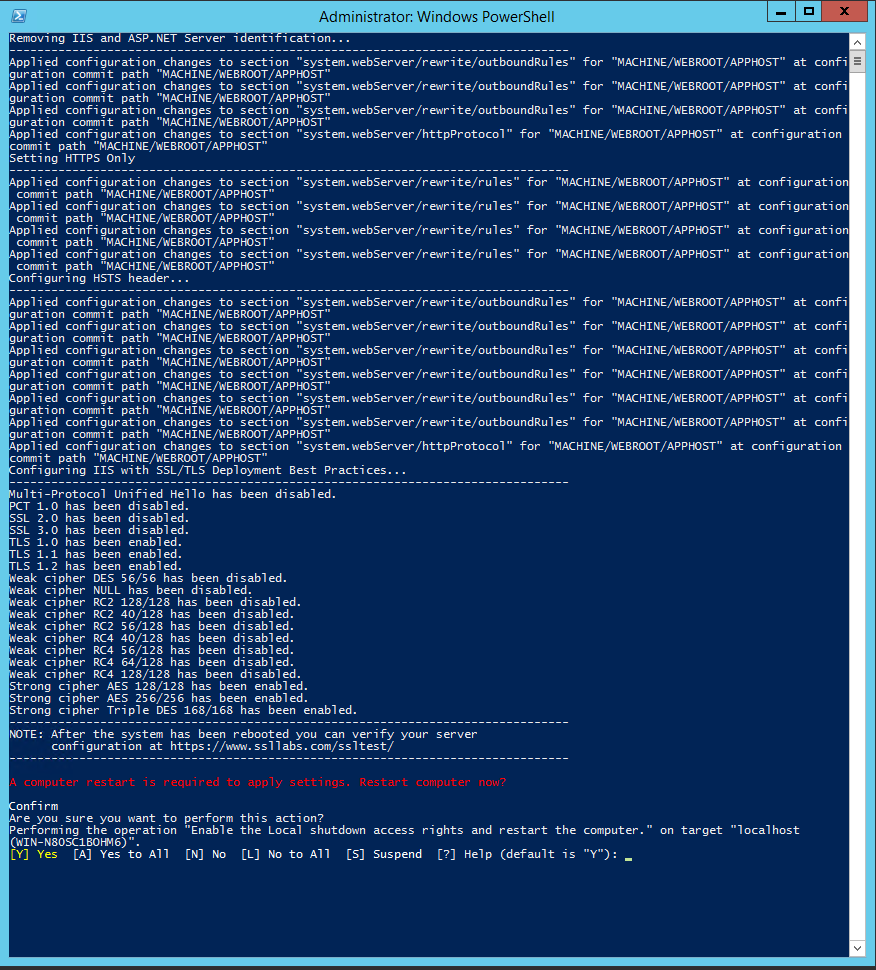 Administrator: Windows PowerShell
Removing IIS and ASP.NET Server identification...
--------------------------------------------------------------------------------
Applied configuration changes to section "system.webServer/rewrite/outboundRules" for "MACHINE/WEBROOT/APPHOST" at confi
guration commit path "MACHINE/WEBROOT/APPHOST"
Applied configuration changes to section "system.webServer/rewrite/outboundRules" for "MACHINE/WEBROOT/APPHOST" at confi
guration commit path "MACHINE/WEBROOT/APPHOST"
Applied configuration changes to section "system.webServer/rewrite/outboundRules" for "MACHINE/WEBROOT/APPHOST" at confi
guration commit path "MACHINE/WEBROOT/APPHOST"
Applied configuration changes to section "system.webServer/httpProtocol" for "MACHINE/WEBROOT/APPHOST" at configuration
commit path "MACHINE/WEBROOT/APPHOST"
Setting HTTPS Only
--------------------------------------------------------------------------------
Applied configuration changes to section "system.webServer/rewrite/rules" for "MACHINE/WEBROOT/APPHOST" at configuration
 commit path "MACHINE/WEBROOT/APPHOST"
Applied configuration changes to section "system.webServer/rewrite/rules" for "MACHINE/WEBROOT/APPHOST" at configuration
 commit path "MACHINE/WEBROOT/APPHOST"
Applied configuration changes to section "system.webServer/rewrite/rules" for "MACHINE/WEBROOT/APPHOST" at configuration
 commit path "MACHINE/WEBROOT/APPHOST"
Applied configuration changes to section "system.webServer/rewrite/rules" for "MACHINE/WEBROOT/APPHOST" at configuration
 commit path "MACHINE/WEBROOT/APPHOST"
Configuring HSTS header...
--------------------------------------------------------------------------------
Applied configuration changes to section "system.webServer/rewrite/outboundRules" for "MACHINE/WEBROOT/APPHOST" at confi
guration commit path "MACHINE/WEBROOT/APPHOST"
Applied configuration changes to section "system.webServer/rewrite/outboundRules" for "MACHINE/WEBROOT/APPHOST" at confi
guration commit path "MACHINE/WEBROOT/APPHOST"
Applied configuration changes to section "system.webServer/rewrite/outboundRules" for "MACHINE/WEBROOT/APPHOST" at confi
guration commit path "MACHINE/WEBROOT/APPHOST"
Applied configuration changes to section "system.webServer/rewrite/outboundRules" for "MACHINE/WEBROOT/APPHOST" at confi
guration commit path "MACHINE/WEBROOT/APPHOST"
Applied configuration changes to section "system.webServer/rewrite/outboundRules" for "MACHINE/WEBROOT/APPHOST" at confi
guration commit path "MACHINE/WEBROOT/APPHOST"
Applied configuration changes to section "system.webServer/rewrite/outboundRules" for "MACHINE/WEBROOT/APPHOST" at confi
guration commit path "MACHINE/WEBROOT/APPHOST"
Applied configuration changes to section "system.webServer/httpProtocol" for "MACHINE/WEBROOT/APPHOST" at configuration
commit path "MACHINE/WEBROOT/APPHOST"
Configuring IIS with SSL/TLS Deployment Best Practices...
--------------------------------------------------------------------------------
Multi-Protocol Unified Hello has been disabled.
PCT 1.0 has been disabled.
SSL 2.0 has been disabled.
SSL 3.0 has been disabled.
TLS 1.0 has been enabled.
TLS 1.1 has been enabled.
TLS 1.2 has been enabled.
Weak cipher DES 56/56 has been disabled.
Weak cipher NULL has been disabled.
Weak cipher RC2 128/128 has been disabled.
Weak cipher RC2 40/128 has been disabled.
Weak cipher RC2 56/128 has been disabled.
Weak cipher RC4 40/128 has been disabled.
Weak cipher RC4 56/128 has been disabled.
Weak cipher RC4 64/128 has been disabled.
Weak cipher RC4 128/128 has been disabled.
Strong cipher AES 128/128 has been enabled.
Strong cipher AES 256/256 has been enabled.
Strong cipher Triple DES 168/168 has been enabled.
--------------------------------------------------------------------------------
NOTE: After the system has been rebooted you can verify your server
      configuration at https://www.ssllabs.com/ssltest/
--------------------------------------------------------------------------------
A computer restart is required to apply settings. Restart computer now?
Confirm
Are you sure you want to perform this action?
Performing the operation "Enable the Local shutdown access rights and restart the computer." on target "localhost
(WIN-N8OSC1BOHM6)".
[Y] Yes  [A] Yes to All  [N] No  [L] No to All  [S] Suspend  [?] Help (default is "Y"):